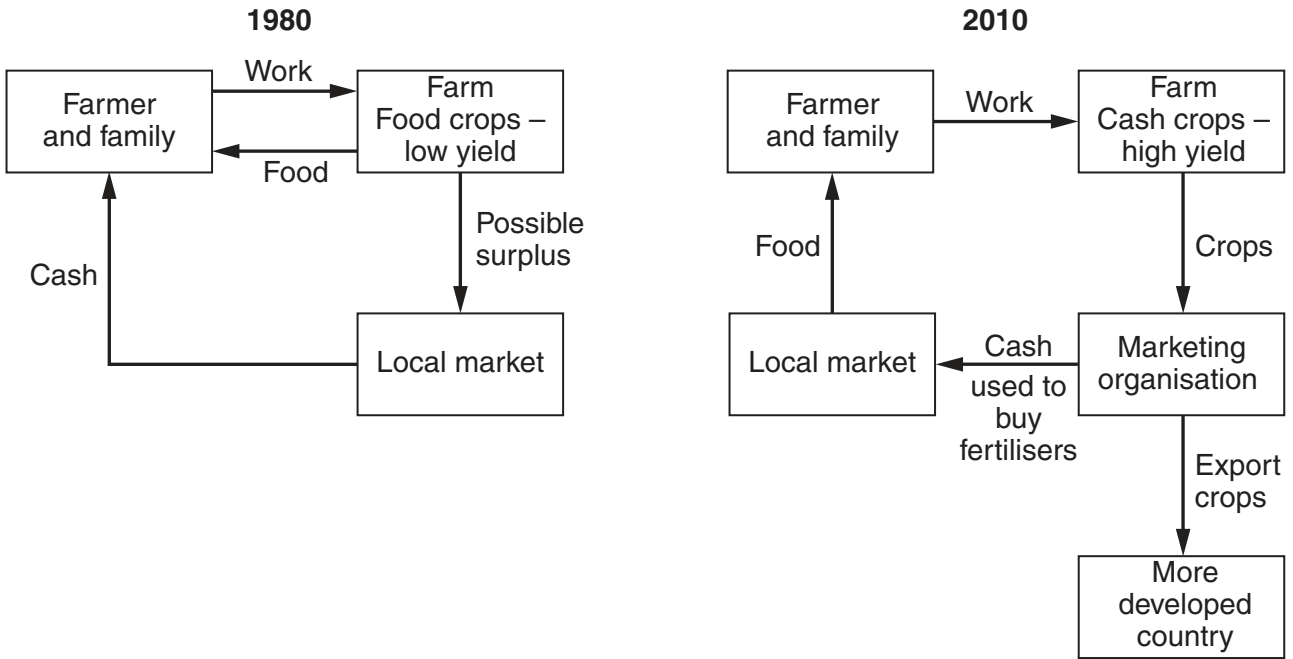 1980
Farmer
and family
Work
Farm
Food crops –
low yield
Food
Possible
surplus
Cash
Local market
2010
Farmer
and family
Work
Farm
Cash crops –
high yield
Food
Crops
Local market
Cash
used to
buy
fertilisers
Marketing
organisation
Export
crops
More
developed
country